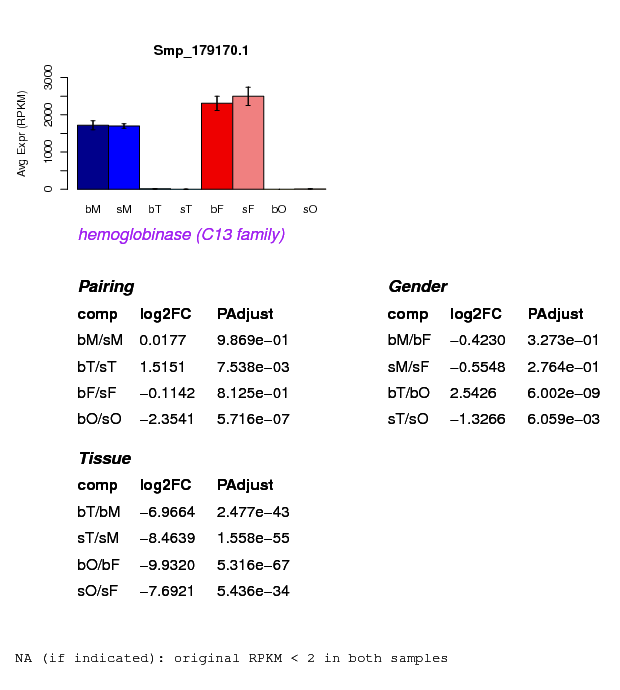 Smp_179170.1
Avg Expr (RPKM)
3000
2000
1000
0
bM sM bT sT bF sF bO sO
hemoglobinase (C13 family)
Pairing
comp log2FC PAdjust
bM/sM 0.0177 9.869e−01
bT/sT 1.5151 7.538e−03
bF/sF −0.1142 8.125e−01
bO/sO −2.3541 5.716e−07
Gender
comp log2FC PAdjust
bM/bF −0.4230 3.273e−01
sM/sF −0.5548 2.764e−01
bT/bO 2.5426 6.002e−09
sT/sO −1.3266 6.059e−03
Tissue
comp log2FC PAdjust
bT/bM −6.9664 2.477e−43
sT/sM −8.4639 1.558e−55
bO/bF −9.9320 5.316e−67
sO/sF −7.6921 5.436e−34
NA (if indicated): original RPKM < 2 in both samples